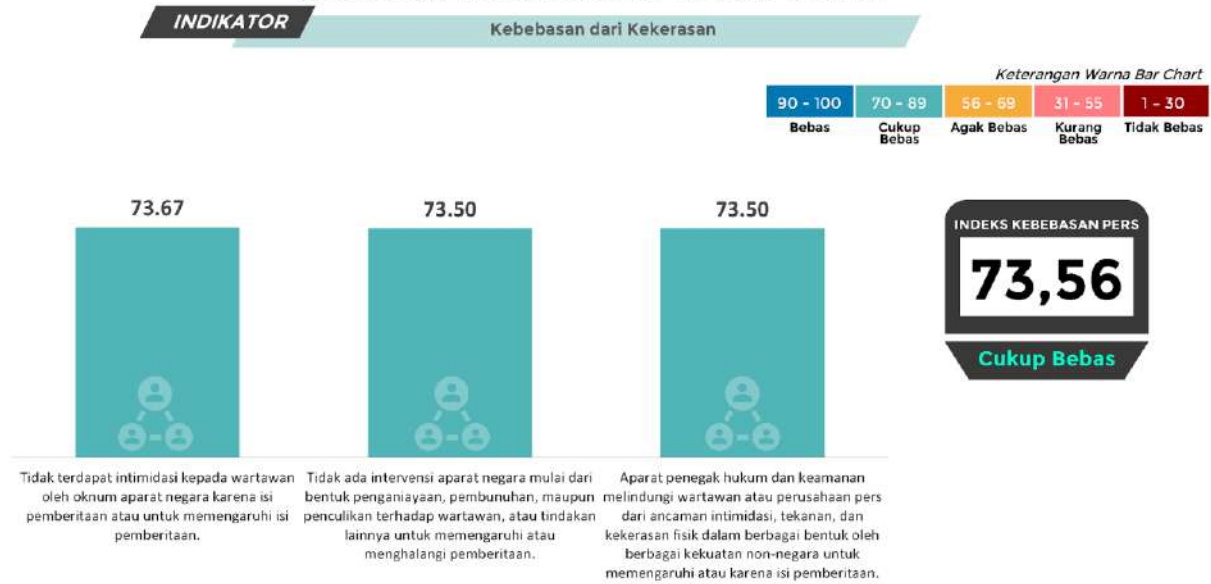 INDIKATOR
Kebebasan dari Kekerasan
Keterangan Warna Bar Chart
90 - 100
70 - 89
56 - 69
31 - 55
1 - 30
Bebas
Cukup
Bebas
Agak Bebas
Kurang
Bebas
Tidak Bebas
73.67
73.50
73.50
INDEKS KEBEBASAN PERS
73,56
Cukup Bebas
Tidak terdapat intimidasi kepada wartawan
oleh oknum aparat negara karena isi
pemberitaan atau untuk memengaruhi isi
pemberitaan.
Tidak ada intervensi aparat negara mulai dari
bentuk penganiayaan, pembunuhan, maupun
penculikan terhadap wartawan, atau tindakan
lainnya untuk memengaruhi atau
menghalangi pemberitaan.
Aparat penegak hukum dan keamanan
melindungi wartawan atau perusahaan pers
dari ancaman intimidasi, tekanan, dan
kekerasan fisik dalam berbagai bentuk oleh
berbagai kekuatan non-negara untuk
memengaruhi atau karena isi pemberitaan.